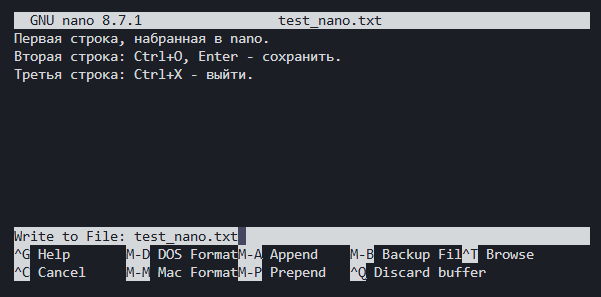 GNU nano 8.7.1 test_nano.txt
Первая строка, набранная в nano.
Вторая строка: Ctrl+O, Enter - сохранить.
Третья строка: Ctrl+X - выйти.
Write to File: test_nano.txt
^G Help M-D DOS Format M-A Append M-B Backup Fil ^T Browse
^C Cancel M-M Mac Format M-P Prepend ^Q Discard buffer